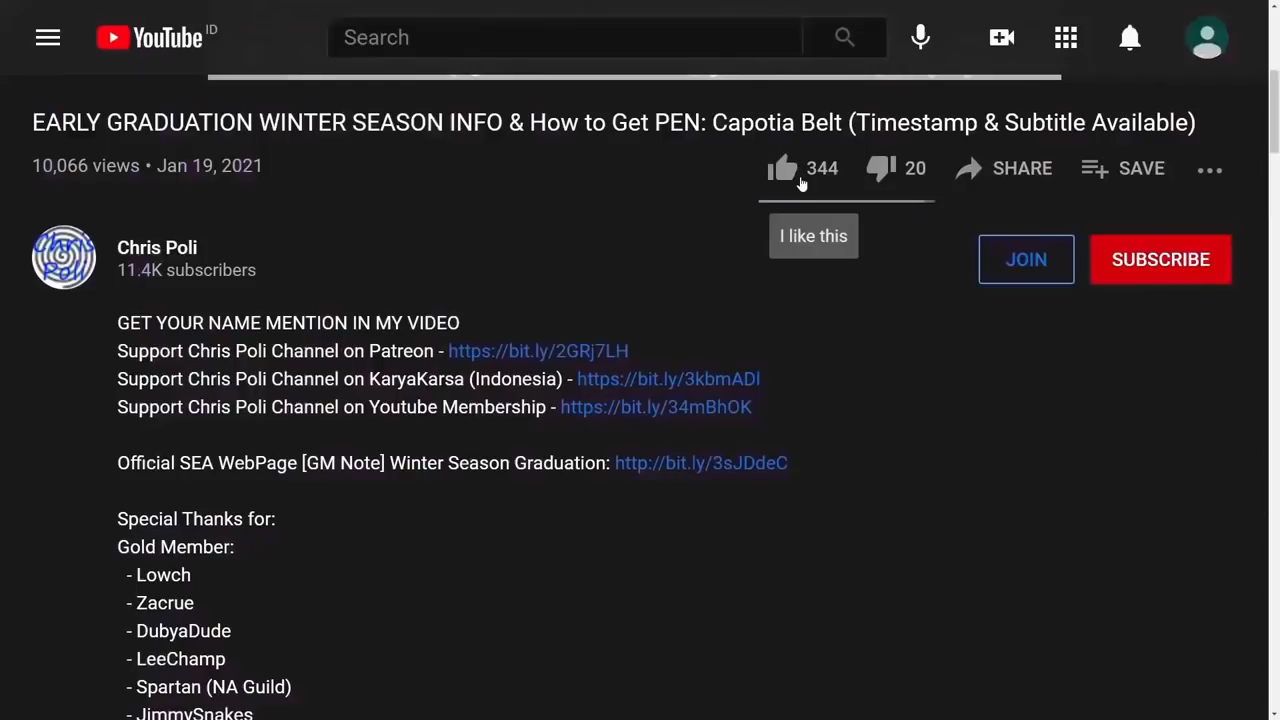 YouTube ID
Search
EARLY GRADUATION WINTER SEASON INFO & How to Get PEN: Capotia Belt (Timestamp & Subtitle Available)
10,066 views • Jan 19, 2021
344 20 SHARE SAVE
I like this
Chris Poli
Chris Poli
11.4K subscribers
JOIN SUBSCRIBE
GET YOUR NAME MENTION IN MY VIDEO
Support Chris Poli Channel on Patreon - https://bit.ly/2GRj7LH
Support Chris Poli Channel on KaryaKarsa (Indonesia) - https://bit.ly/3kbmADl
Support Chris Poli Channel on Youtube Membership - https://bit.ly/34mBhOK
Official SEA WebPage [GM Note] Winter Season Graduation: http://bit.ly/3sJDdeC
Special Thanks for:
Gold Member:
- Lowch
- Zacrue
- DubyaDude
- LeeChamp
- Spartan (NA Guild)
- JimmySnakes